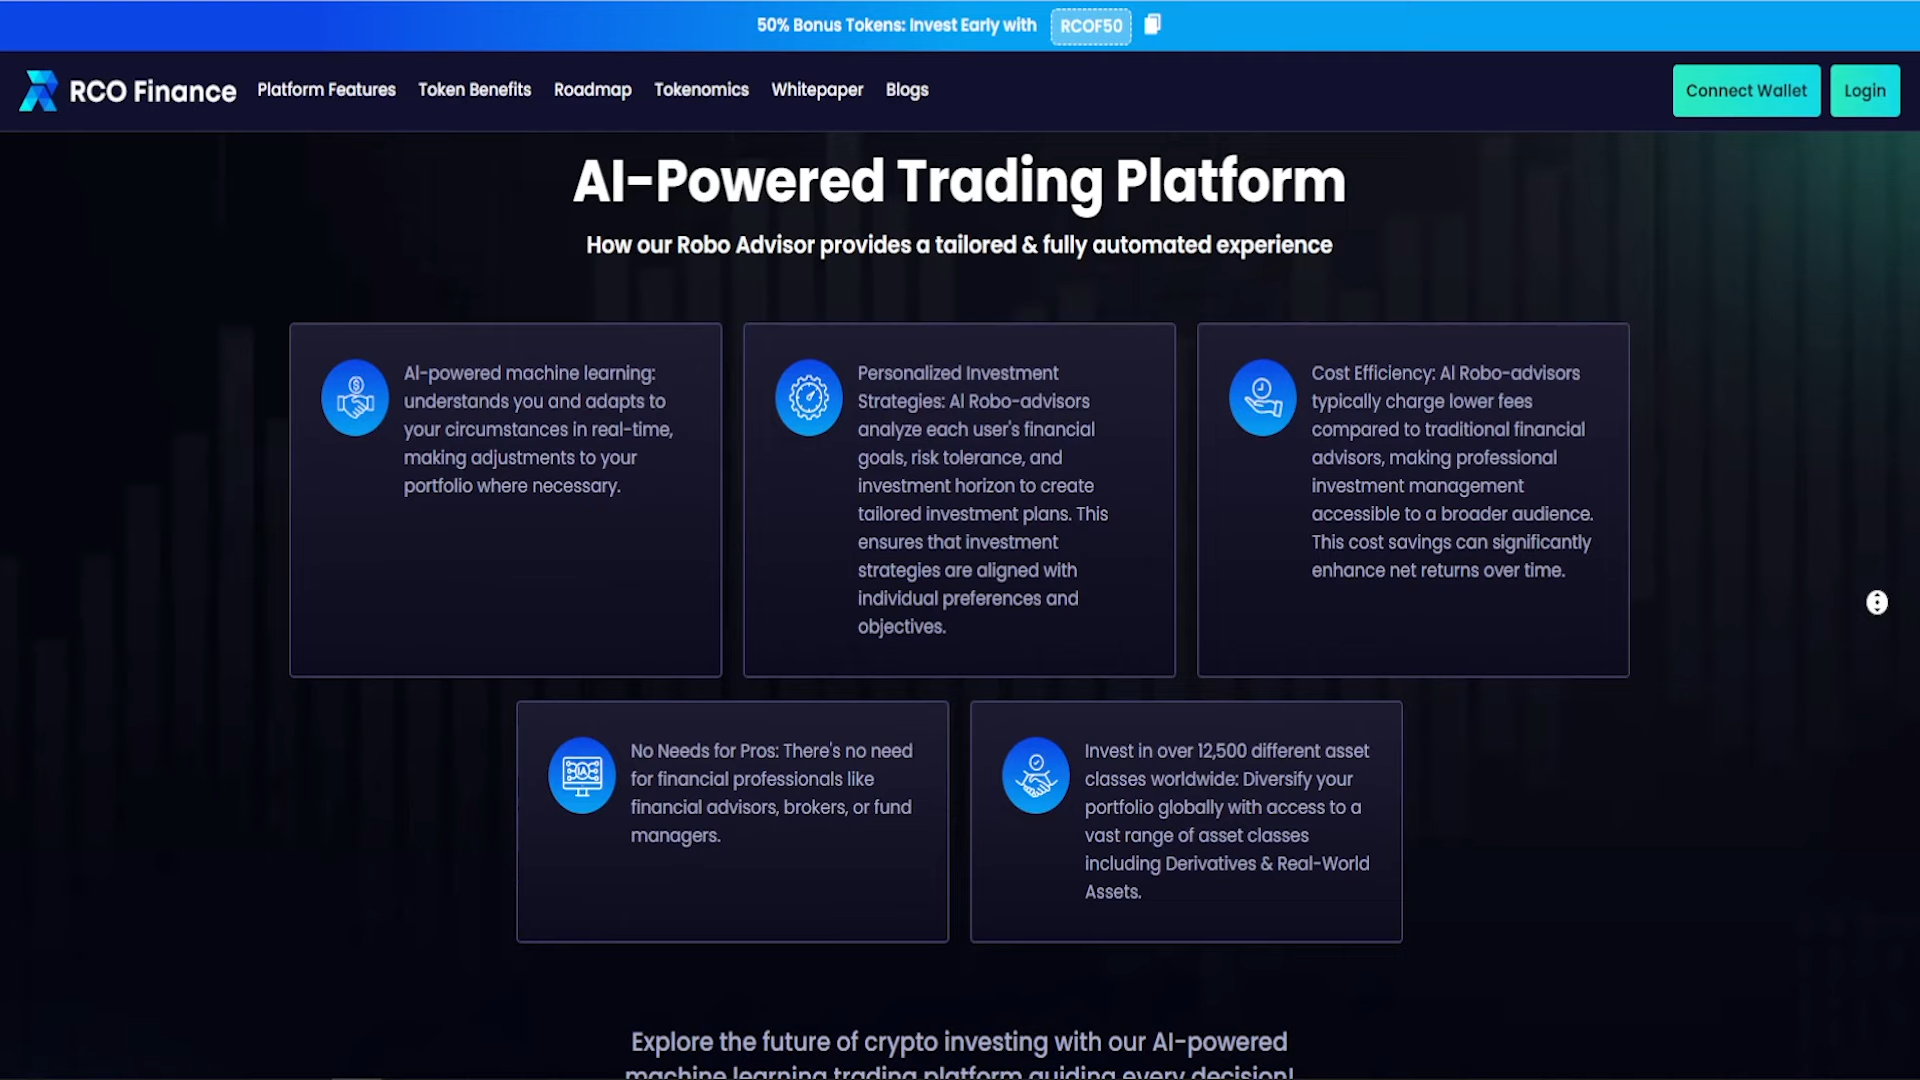 50% Bonus Tokens: Invest Early with RCOF50
RCO Finance Platform Features Token Benefits Roadmap Tokenomics Whitepaper Blogs Connect Wallet Login
AI-Powered Trading Platform
How our Robo Advisor provides a tailored & fully automated experience
AI-powered machine learning:
understands you and adapts to
your circumstances in real-time,
making adjustments to your
portfolio where necessary.
Personalized Investment
Strategies: AI Robo-advisors
analyze each user's financial
goals, risk tolerance, and
investment horizon to create
tailored investment plans. This
ensures that investment
strategies are aligned with
individual preferences and
objectives.
Cost Efficiency: AI Robo-advisors
typically charge lower fees
compared to traditional financial
advisors, making professional
investment management
accessible to a broader audience.
This cost savings can significantly
enhance net returns over time.
No Needs for Pros: There's no need
for financial professionals like
financial advisors, brokers, or fund
managers.
Invest in over 12,500 different asset
classes worldwide: Diversify your
portfolio globally with access to a
vast range of asset classes
including Derivatives & Real-World
Assets.
Explore the future of crypto investing with our AI-powered
machine learning trading platform guiding every decision!